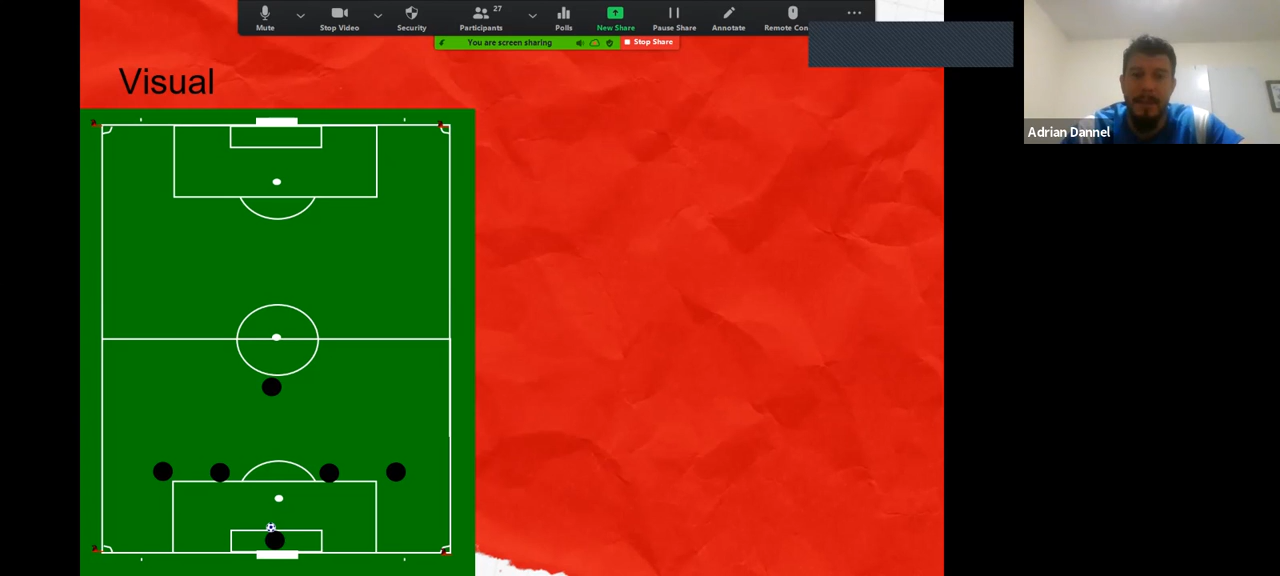 27
Mute
Stop Video
Security
Participants
Polls
New Share
Pause Share
Annotate
Remote Con
You are screen sharing
Stop Share
Visual
Adrian Dannel